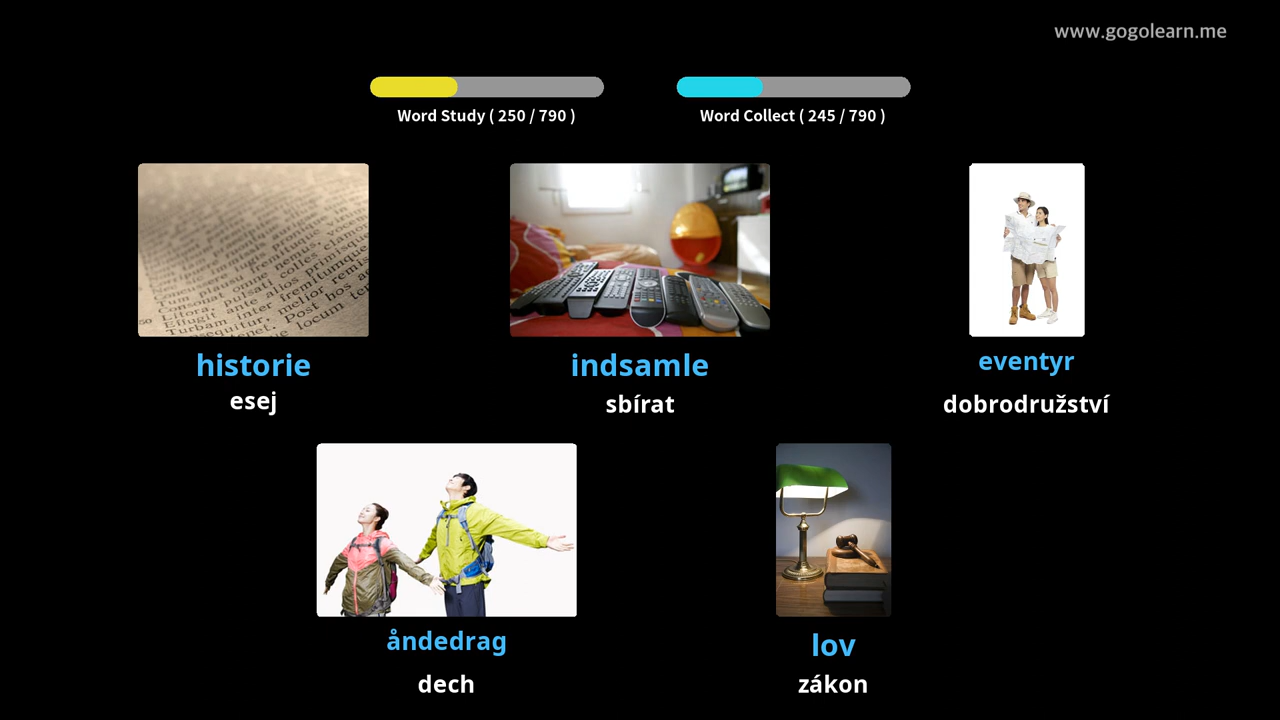 www.gogolearn.me
Word Study ( 250 / 790 )
Word Collect ( 245 / 790 )
historie
esej
indsamle
sbírat
eventyr
dobrodružství
åndedrag
dech
lov
zákon